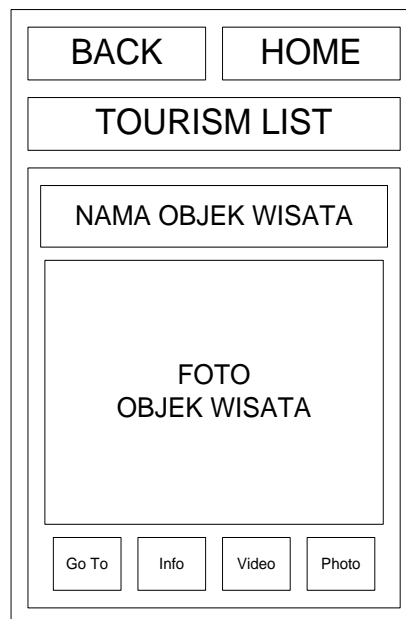 BACK HOME
TOURISM LIST
NAMA OBJEK WISATA
FOTO
OBJEK WISATA
Go To Info Video Photo